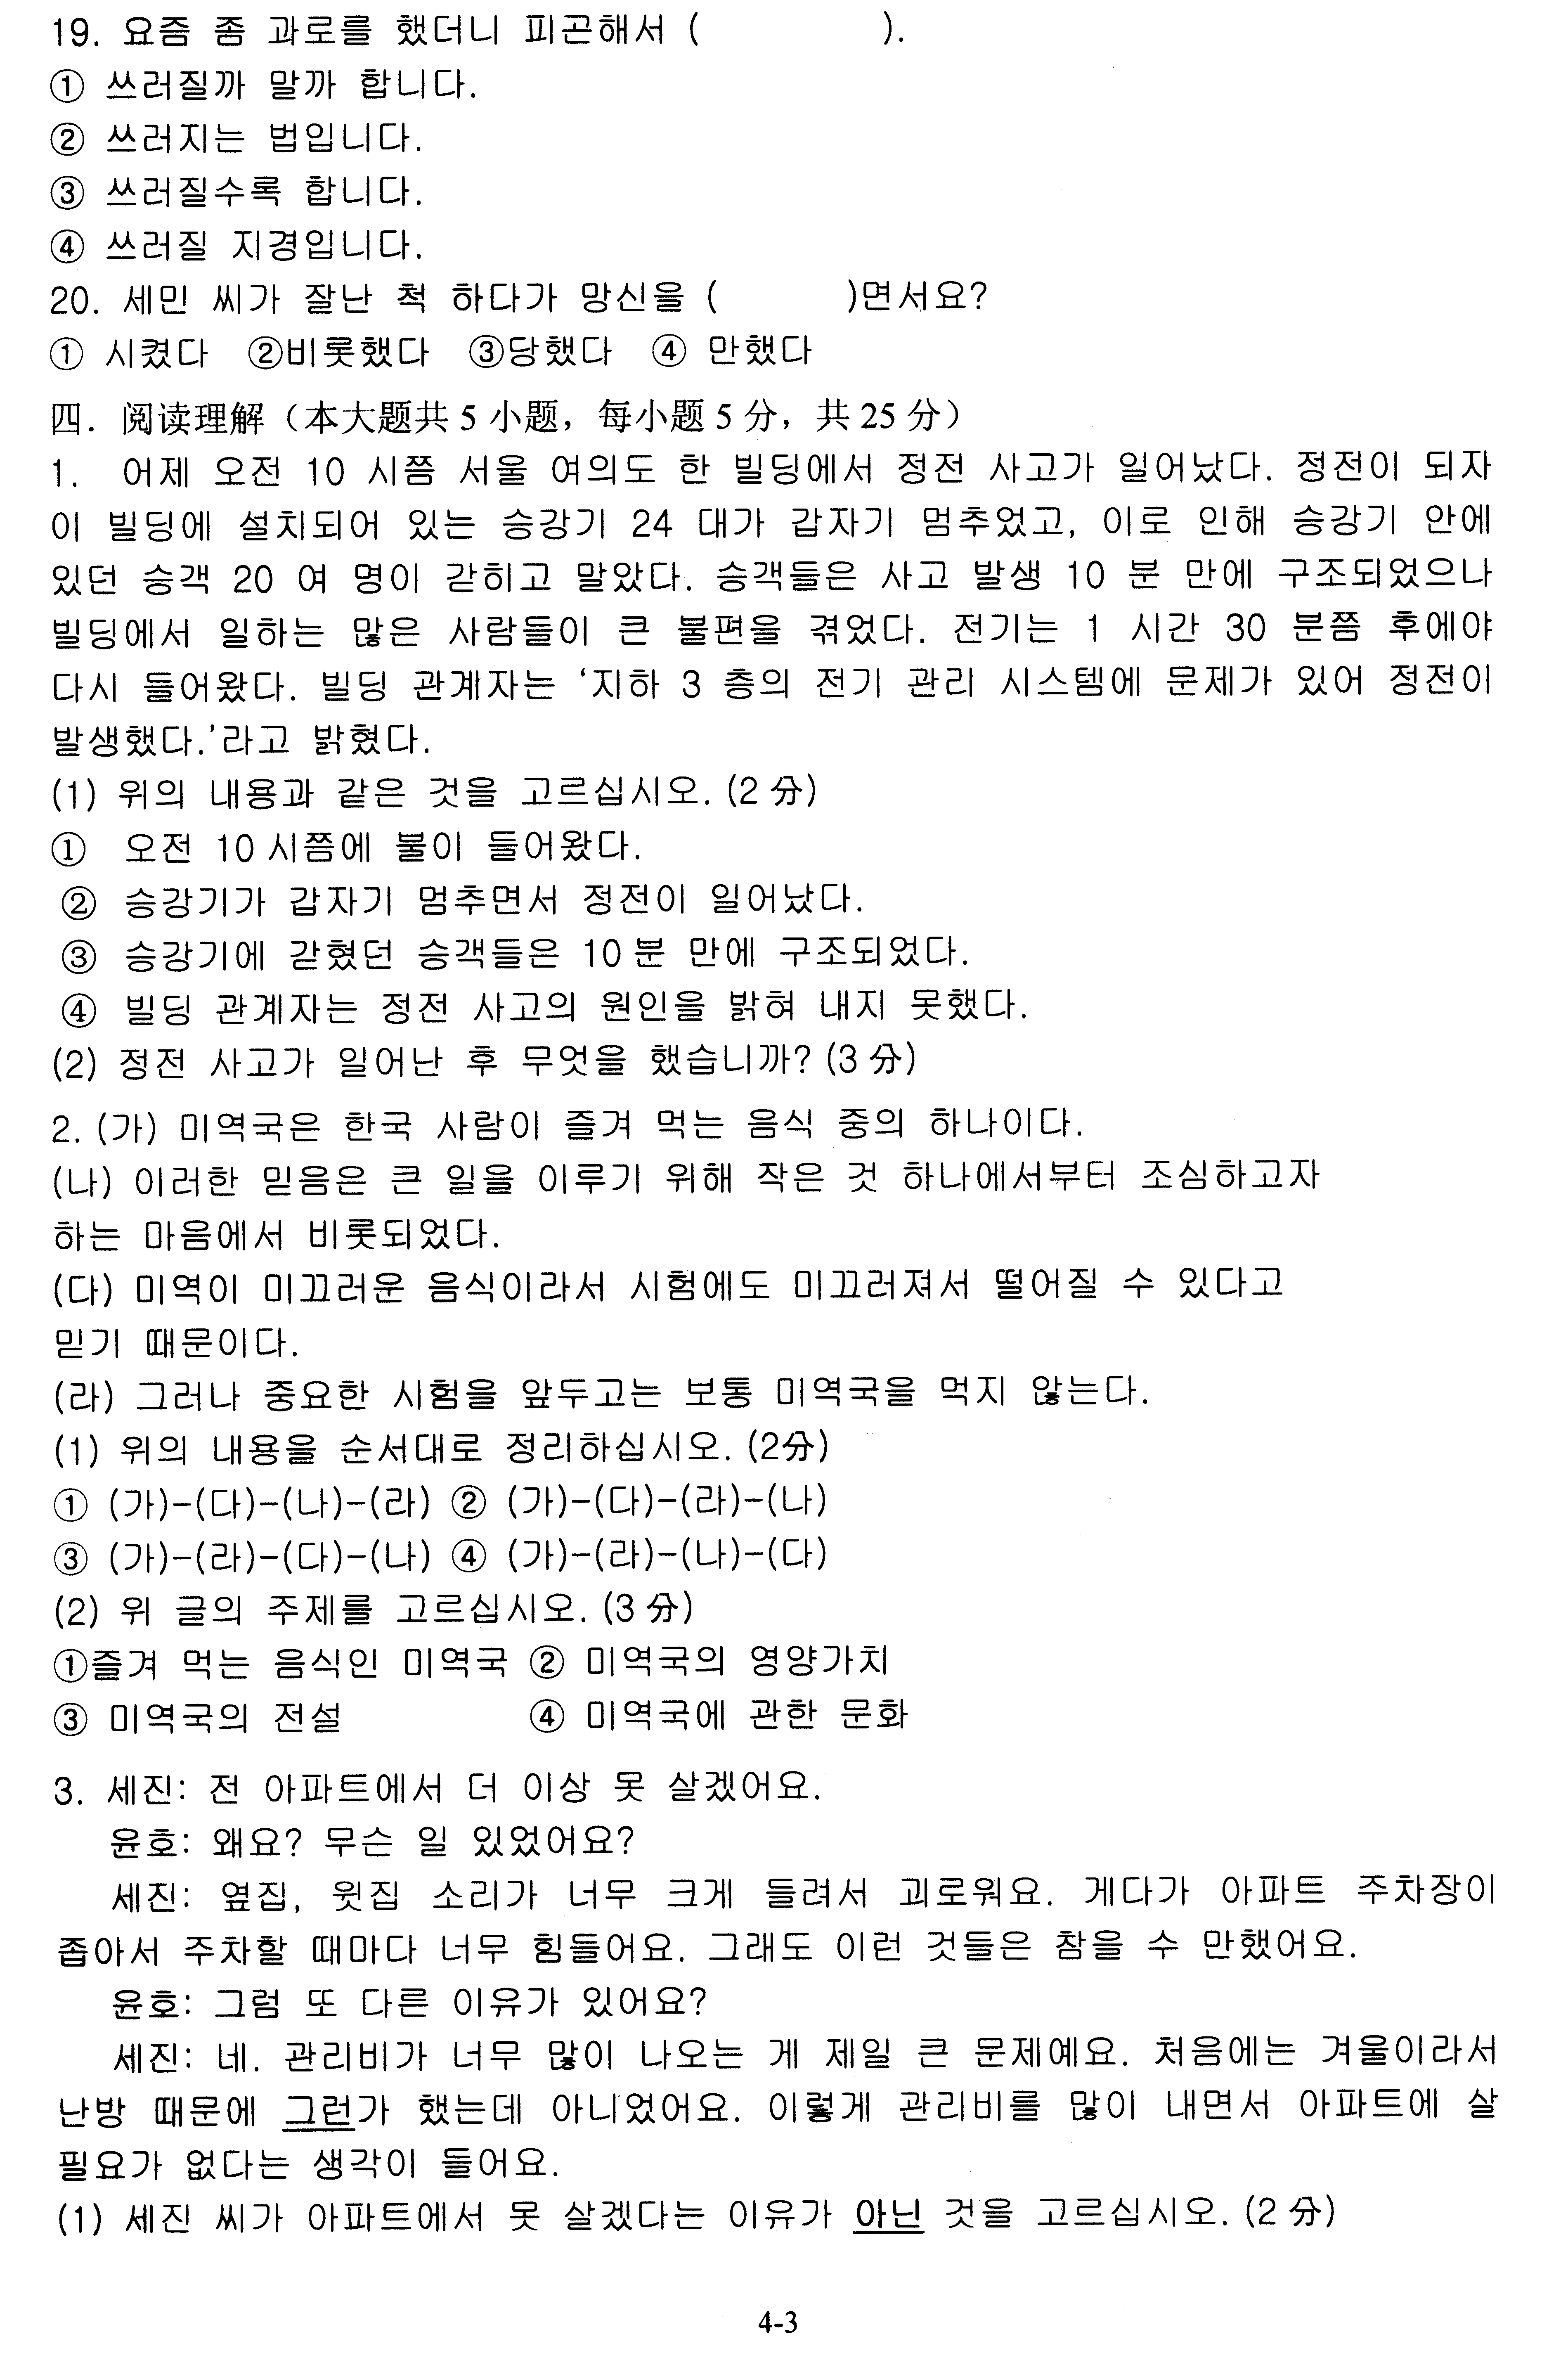 19. 요즘 좀 과로를 했더니 피곤해서 (          ).
① 쓰러질까 말까 합니다.
② 쓰러지는 법입니다.
③ 쓰러질수록 합니다.
④ 쓰러질 지경입니다.
20. 세민 씨가 잘난 척 하다가 망신을 (       )면서요?
① 시켰다 ②비롯했다 ③당했다 ④ 만했다
四. 阅读理解（本大题共 5 小题，每小题 5 分，共 25 分）
1. 어제 오전 10 시쯤 서울 여의도 한 빌딩에서 정전 사고가 일어났다. 정전이 되자
이 빌딩에 설치되어 있는 승강기 24 대가 갑자기 멈추었고, 이로 인해 승강기 안에
있던 승객 20 여 명이 갇히고 말았다. 승객들은 사고 발생 10 분 만에 구조되었으나
빌딩에서 일하는 많은 사람들이 큰 불편을 겪었다. 전기는 1 시간 30 분쯤 후에야
다시 들어왔다. 빌딩 관계자는 ‘지하 3 층의 전기 관리 시스템에 문제가 있어 정전이
발생했다.’라고 밝혔다.
(1) 위의 내용과 같은 것을 고르십시오. (2 分)
① 오전 10 시쯤에 불이 들어왔다.
② 승강기가 갑자기 멈추면서 정전이 일어났다.
③ 승강기에 갇혔던 승객들은 10 분 만에 구조되었다.
④ 빌딩 관계자는 정전 사고의 원인을 밝혀 내지 못했다.
(2) 정전 사고가 일어난 후 무엇을 했습니까? (3 分)
2. (가) 미역국은 한국 사람이 즐겨 먹는 음식 중의 하나이다.
(나) 이러한 믿음은 큰 일을 이루기 위해 작은 것 하나에서부터 조심하고자
하는 마음에서 비롯되었다.
(다) 미역이 미끄러운 음식이라서 시험에도 미끄러져서 떨어질 수 있다고
믿기 때문이다.
(라) 그러나 중요한 시험을 앞두고는 보통 미역국을 먹지 않는다.
(1) 위의 내용을 순서대로 정리하십시오. (2分)
① (가)-(다)-(나)-(라) ② (가)-(다)-(라)-(나)
③ (가)-(라)-(다)-(나) ④ (가)-(라)-(나)-(다)
(2) 위 글의 주제를 고르십시오. (3 分)
①즐겨 먹는 음식인 미역국 ② 미역국의 영양가치
③ 미역국의 전설 ④ 미역국에 관한 문화
3. 세진: 전 아파트에서 더 이상 못 살겠어요.
윤호: 왜요? 무슨 일 있었어요?
세진: 옆집, 윗집 소리가 너무 크게 들려서 괴로워요. 게다가 아파트 주차장이
좁아서 주차할 때마다 너무 힘들어요. 그래도 이런 것들은 참을 수 만했어요.
윤호: 그럼 또 다른 이유가 있어요?
세진: 네. 관리비가 너무 많이 나오는 게 제일 큰 문제예요. 처음에는 겨울이라서
난방 때문에 그런가 했는데 아니었어요. 이렇게 관리비를 많이 내면서 아파트에 살
필요가 없다는 생각이 들어요.
(1) 세진 씨가 아파트에서 못 살겠다는 이유가 아닌 것을 고르십시오. (2 分)
4-3